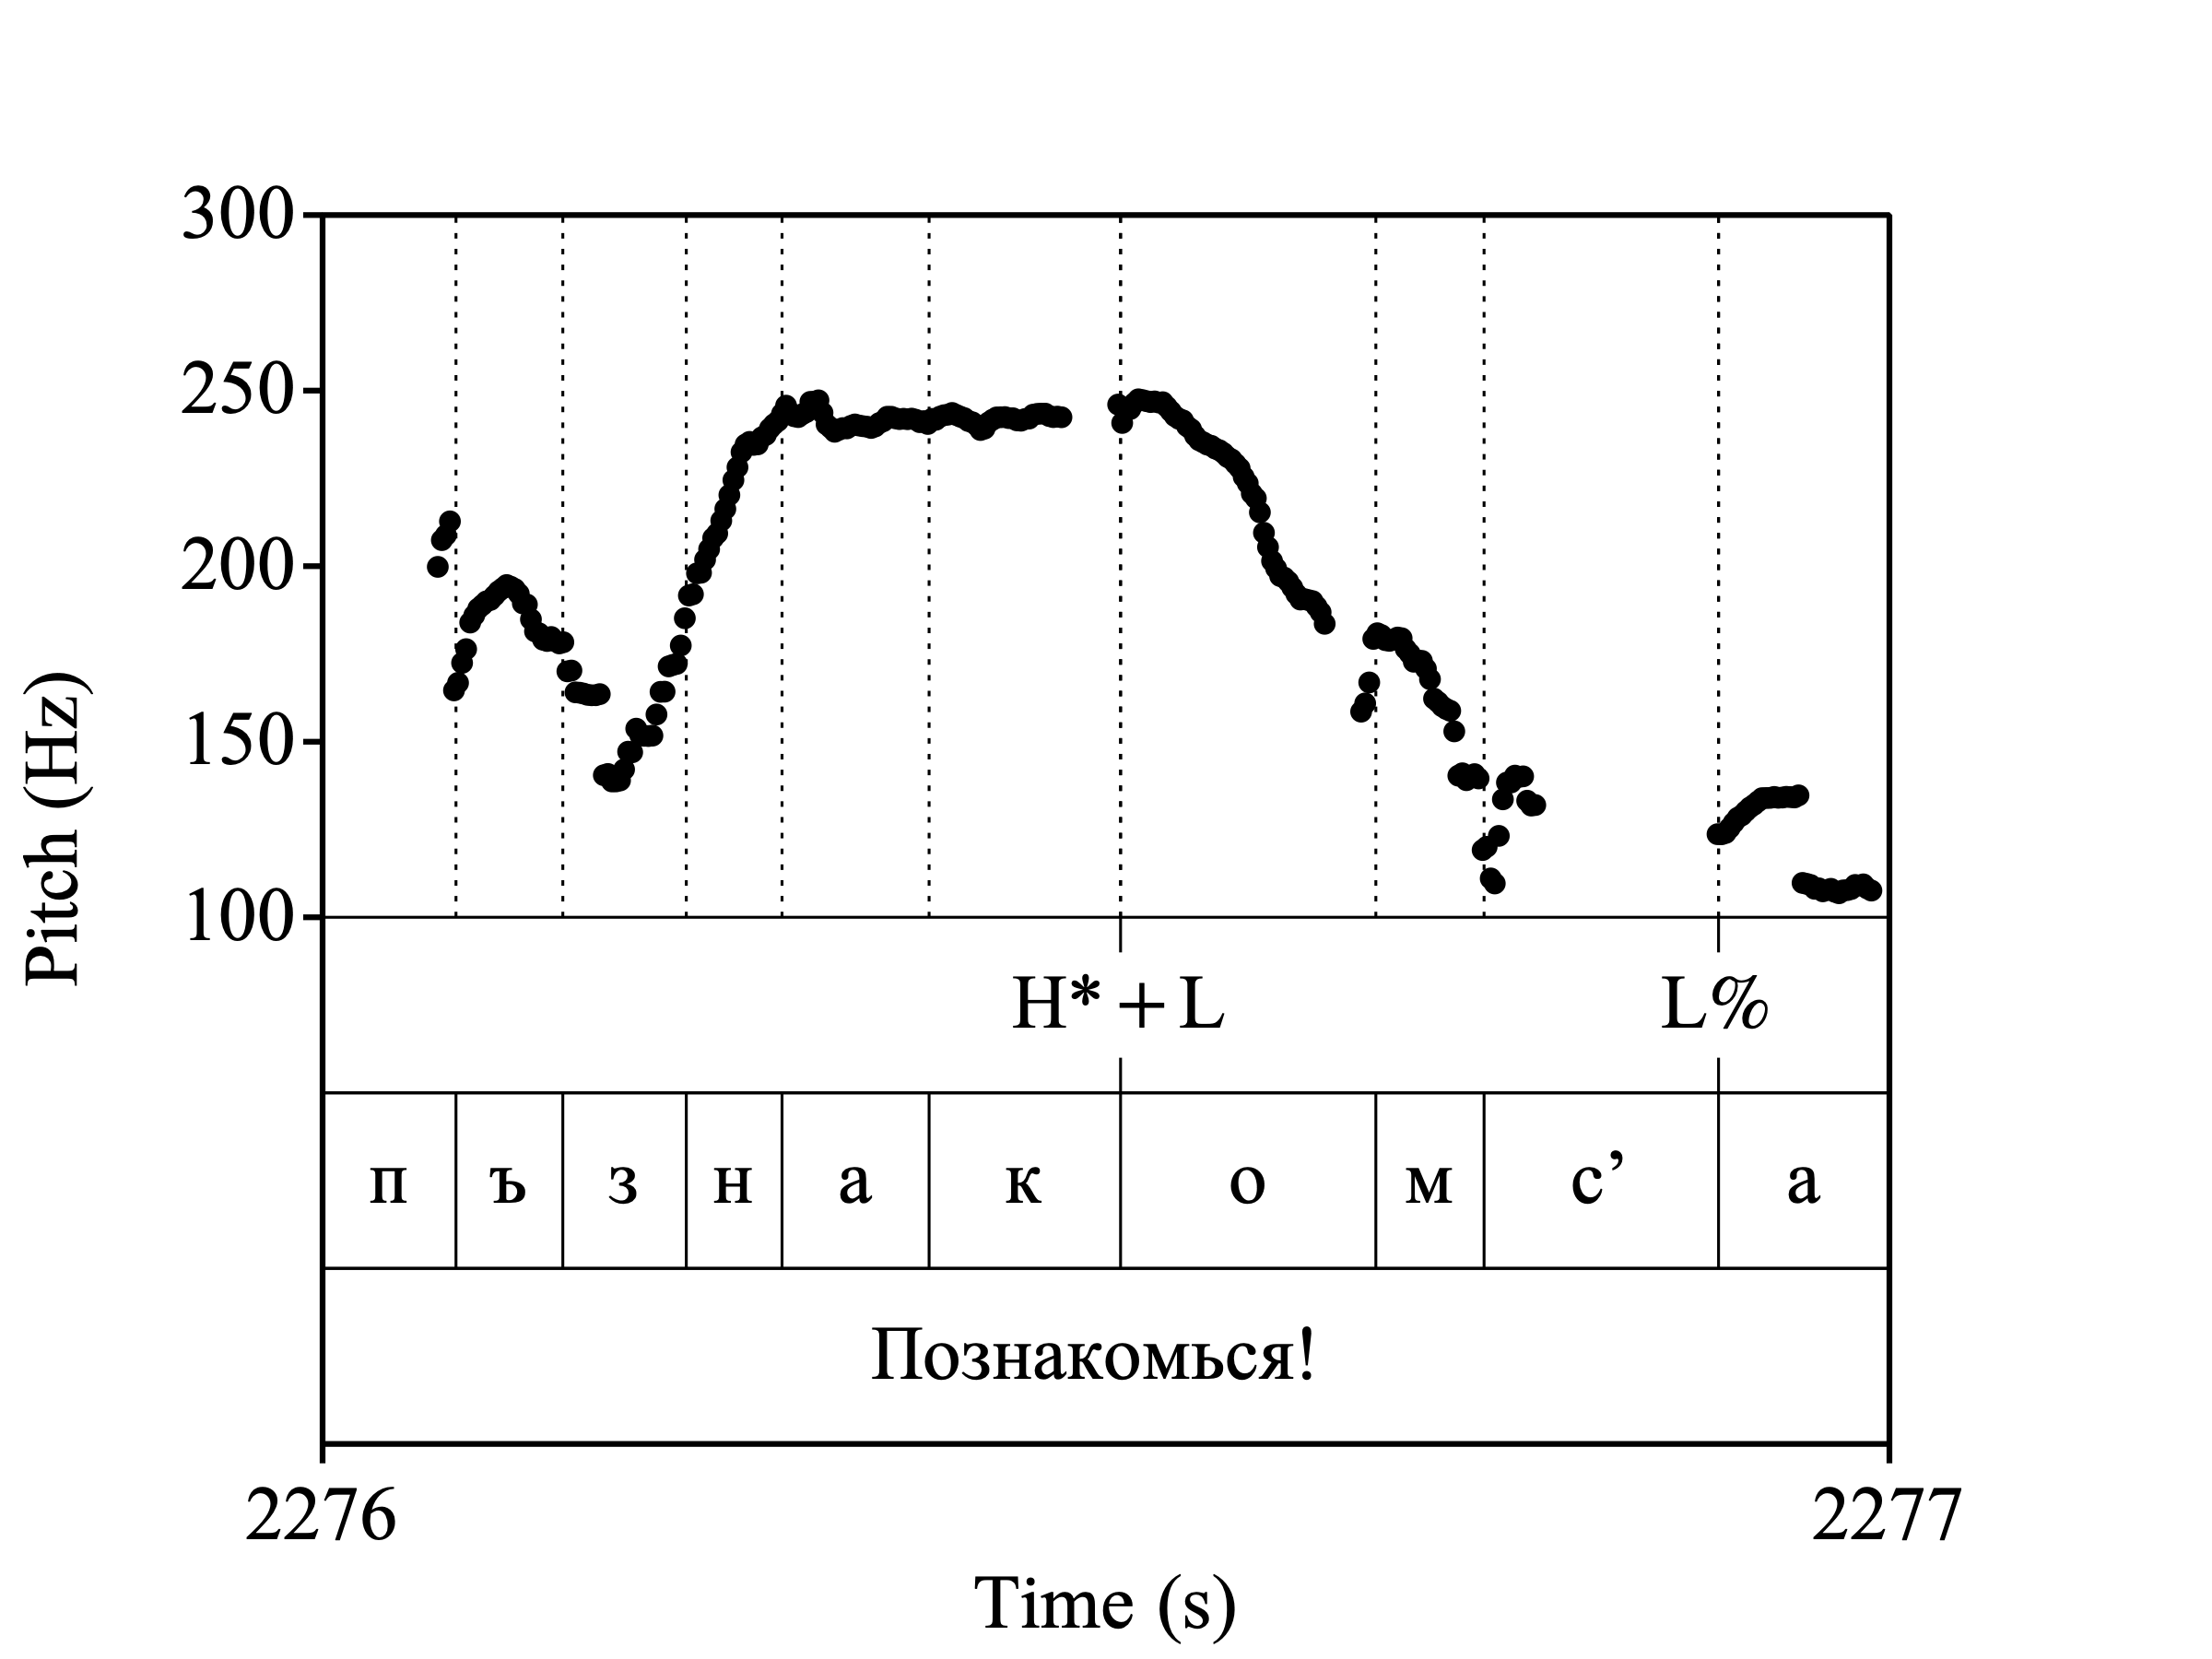 300
250
200
150
100
Pitch (Hz)
H*+L L%
п ъ з н а к о м с’ а
Познакомься!
2276 2277
Time (s)